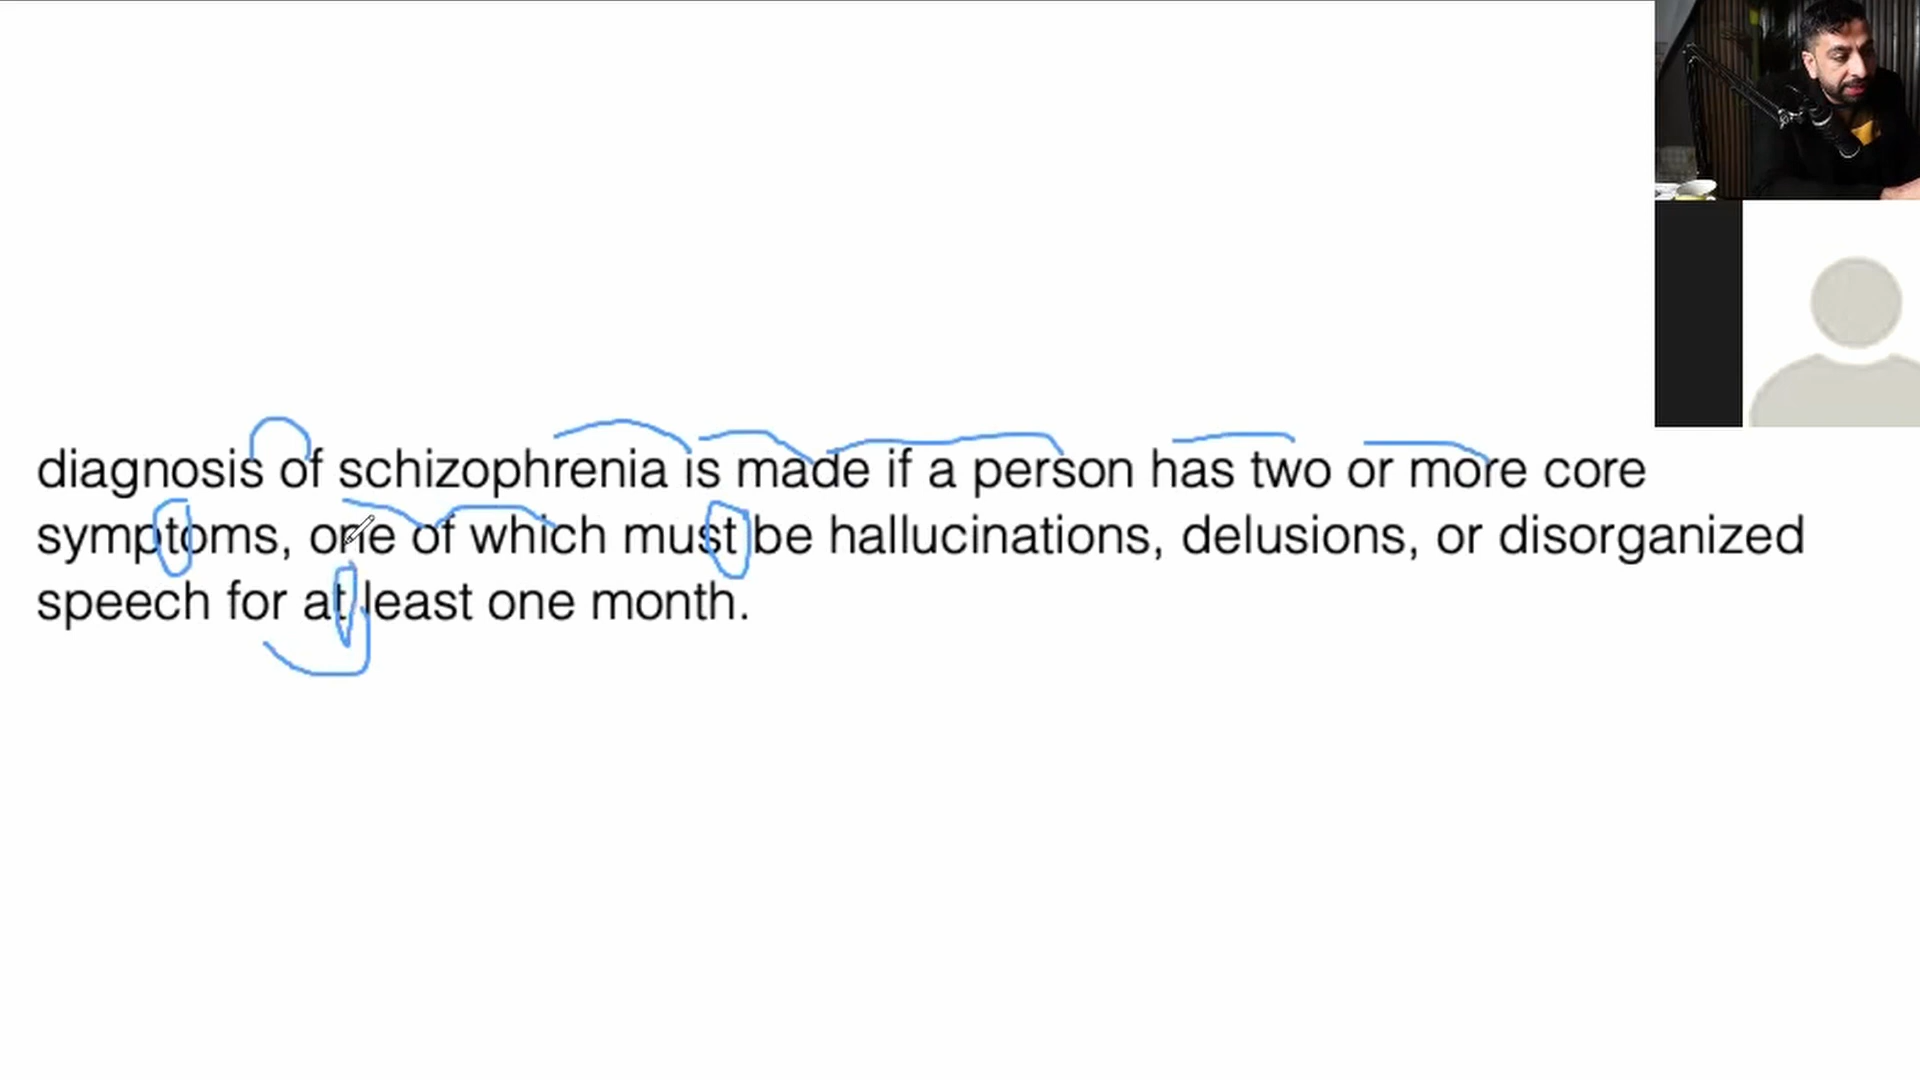 diagnosis of schizophrenia is made if a person has two or more core
symptoms, one of which must be hallucinations, delusions, or disorganized
speech for at least one month.